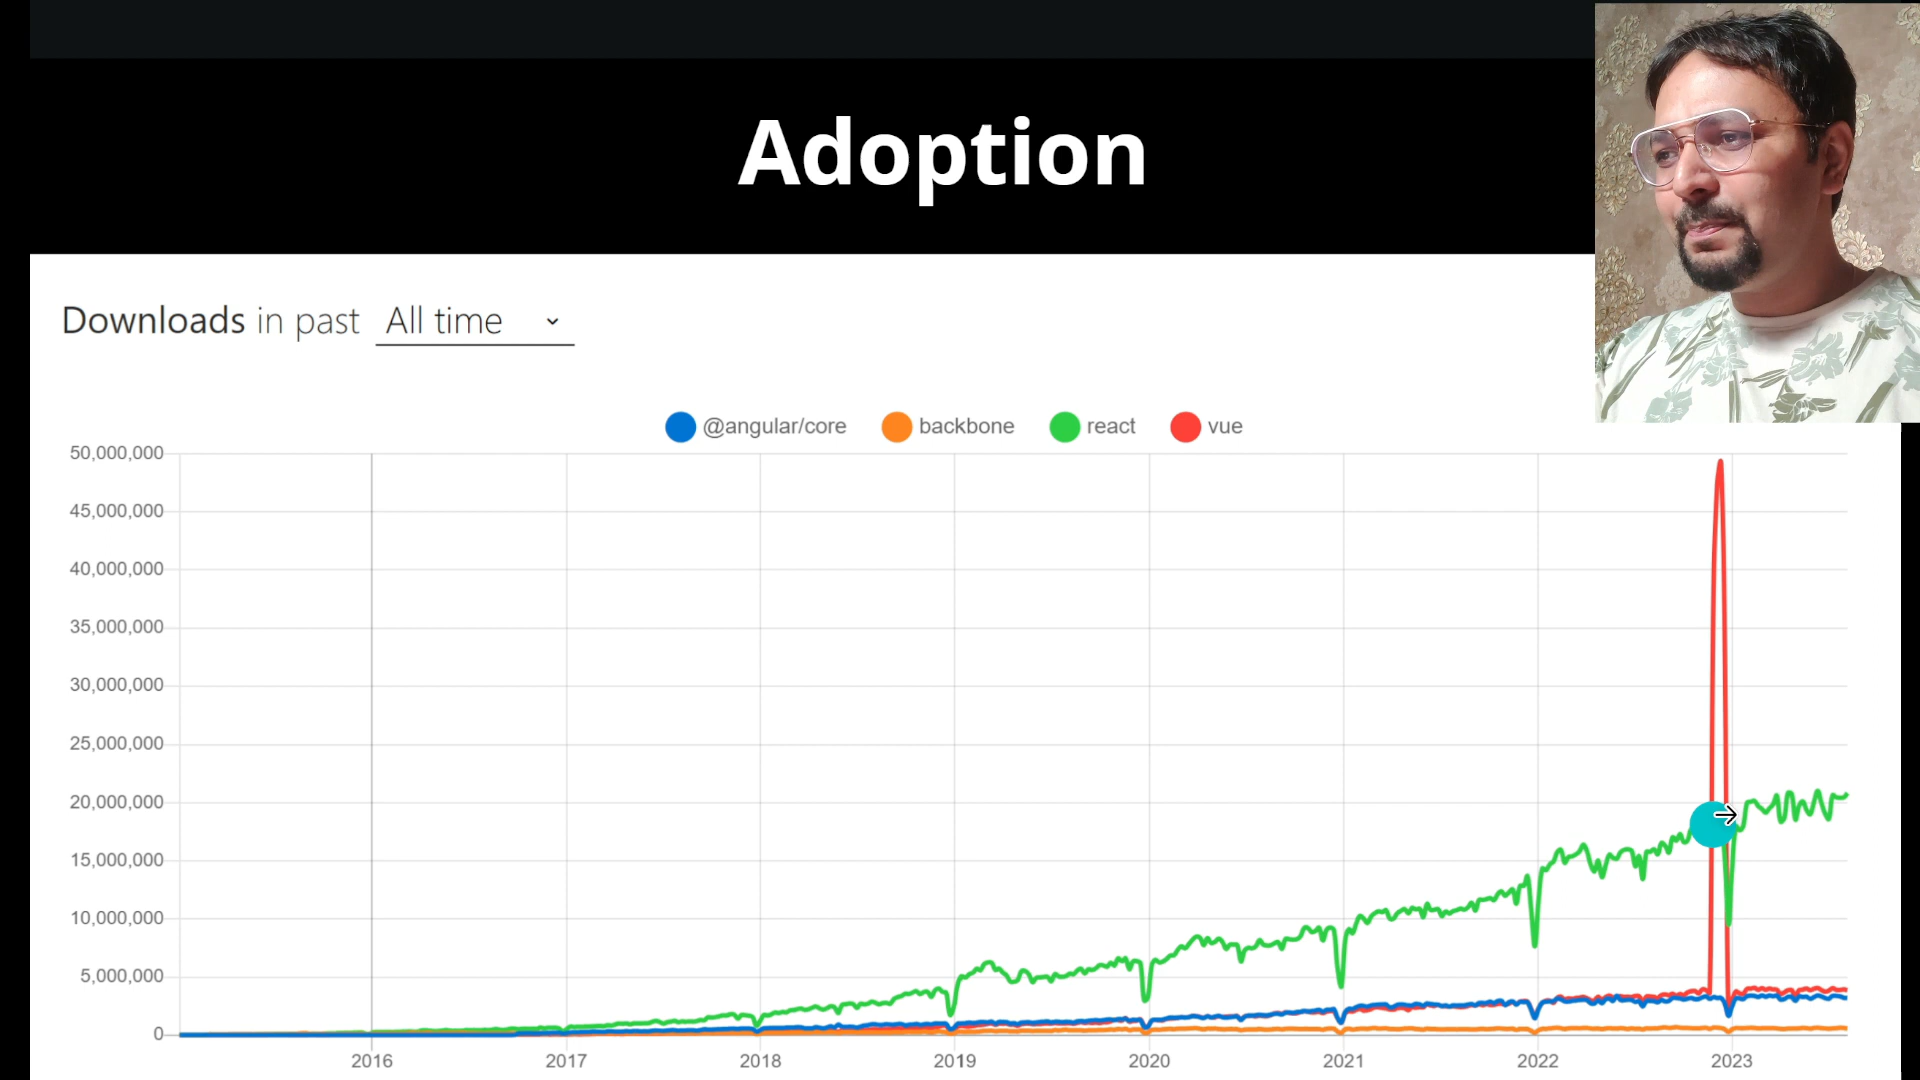 Adoption
Downloads in past All time
@angular/core backbone react vue
50,000,000
45,000,000
40,000,000
35,000,000
30,000,000
25,000,000
20,000,000
15,000,000
10,000,000
5,000,000
0
2016 2017 2018 2019 2020 2021 2022 2023